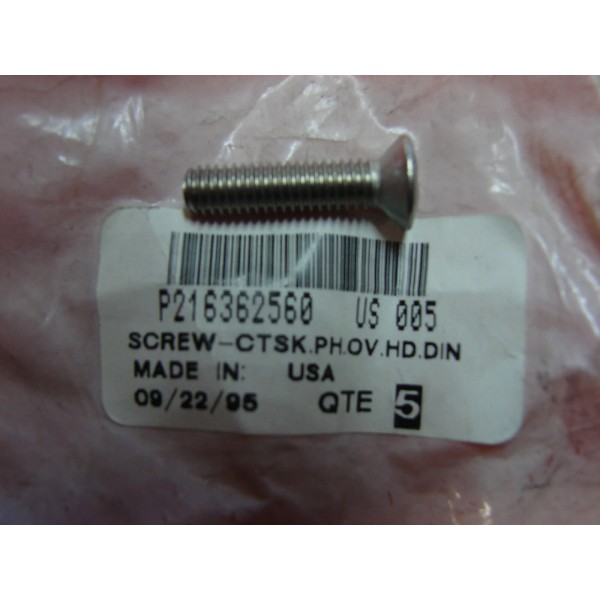 P216362560 US 005
SCREW-CTSK.PH.OV.HD.DIN
MADE IN: USA
09/22/95 QTE 5